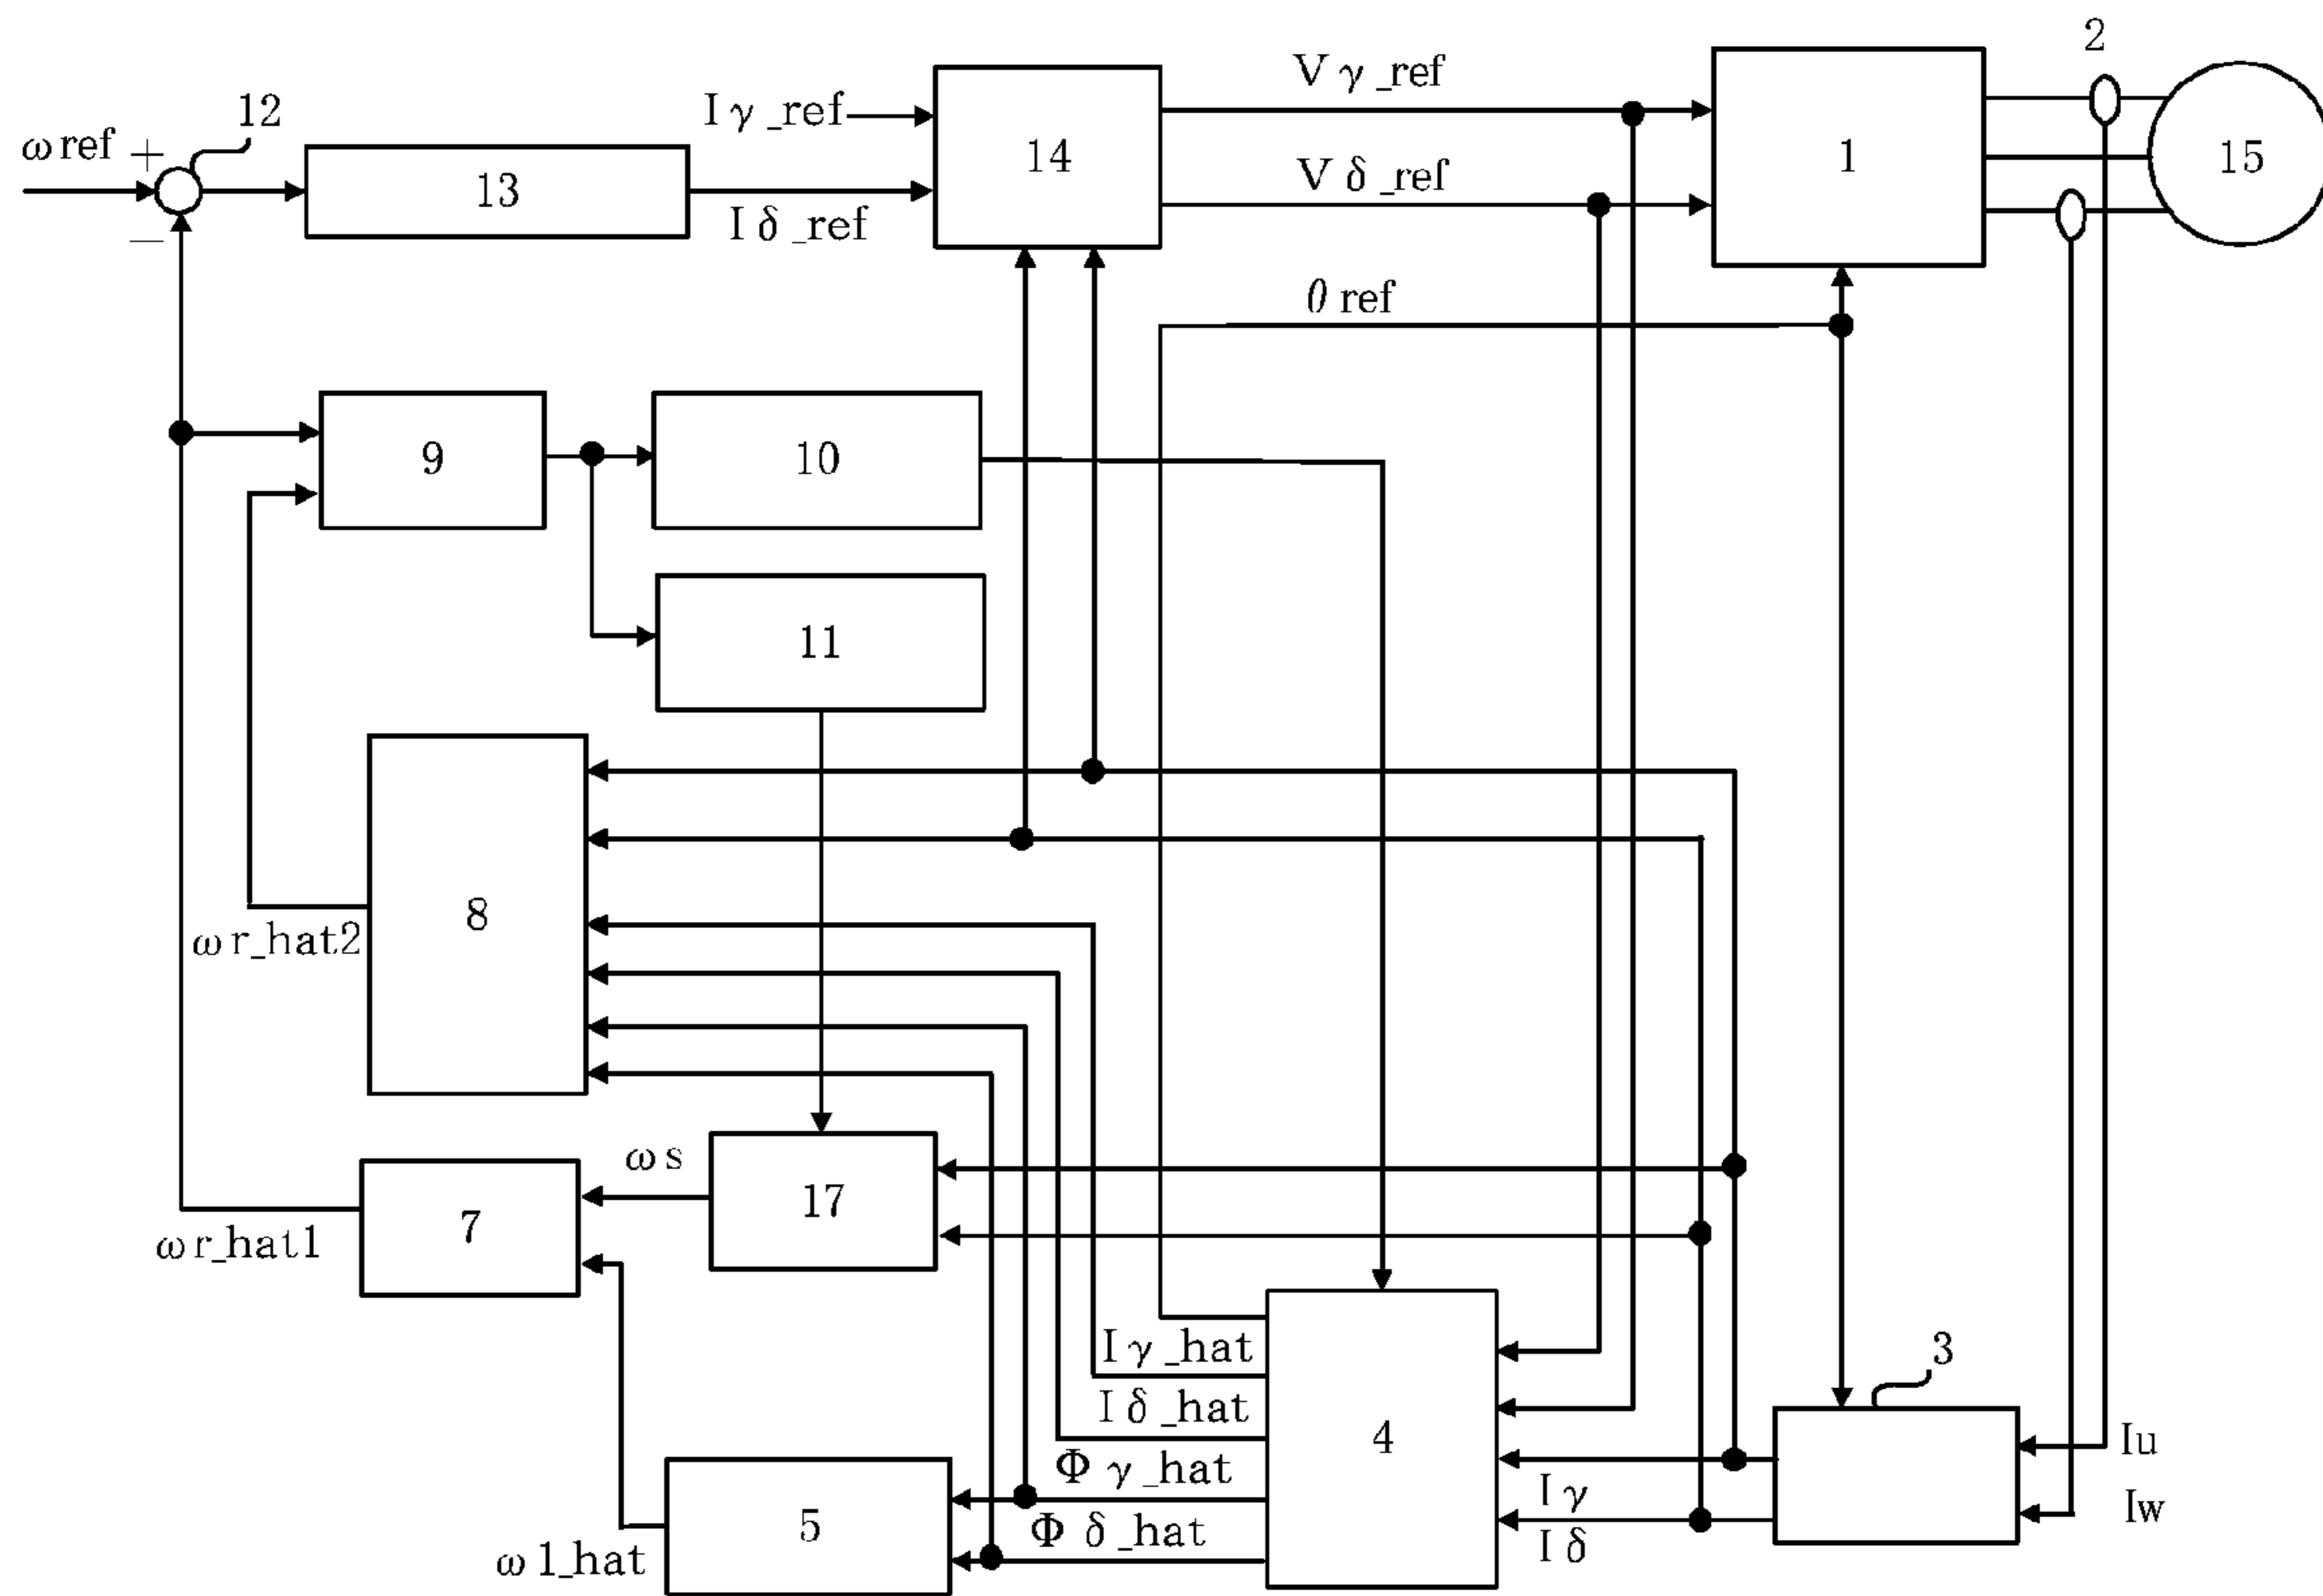 2
12
ωref
+
Iγ_ref
14
Vγ_ref
1
15
13
Vδ_ref
Iδ_ref
—
θref
9
10
11
8
ωr_hat2
ωs
17
7
ωr_hat1
Iγ_hat
3
Iδ_hat
4
Iu
Φγ_hat
Iγ
Iw
5
Φδ_hat
Iδ
ω1_hat